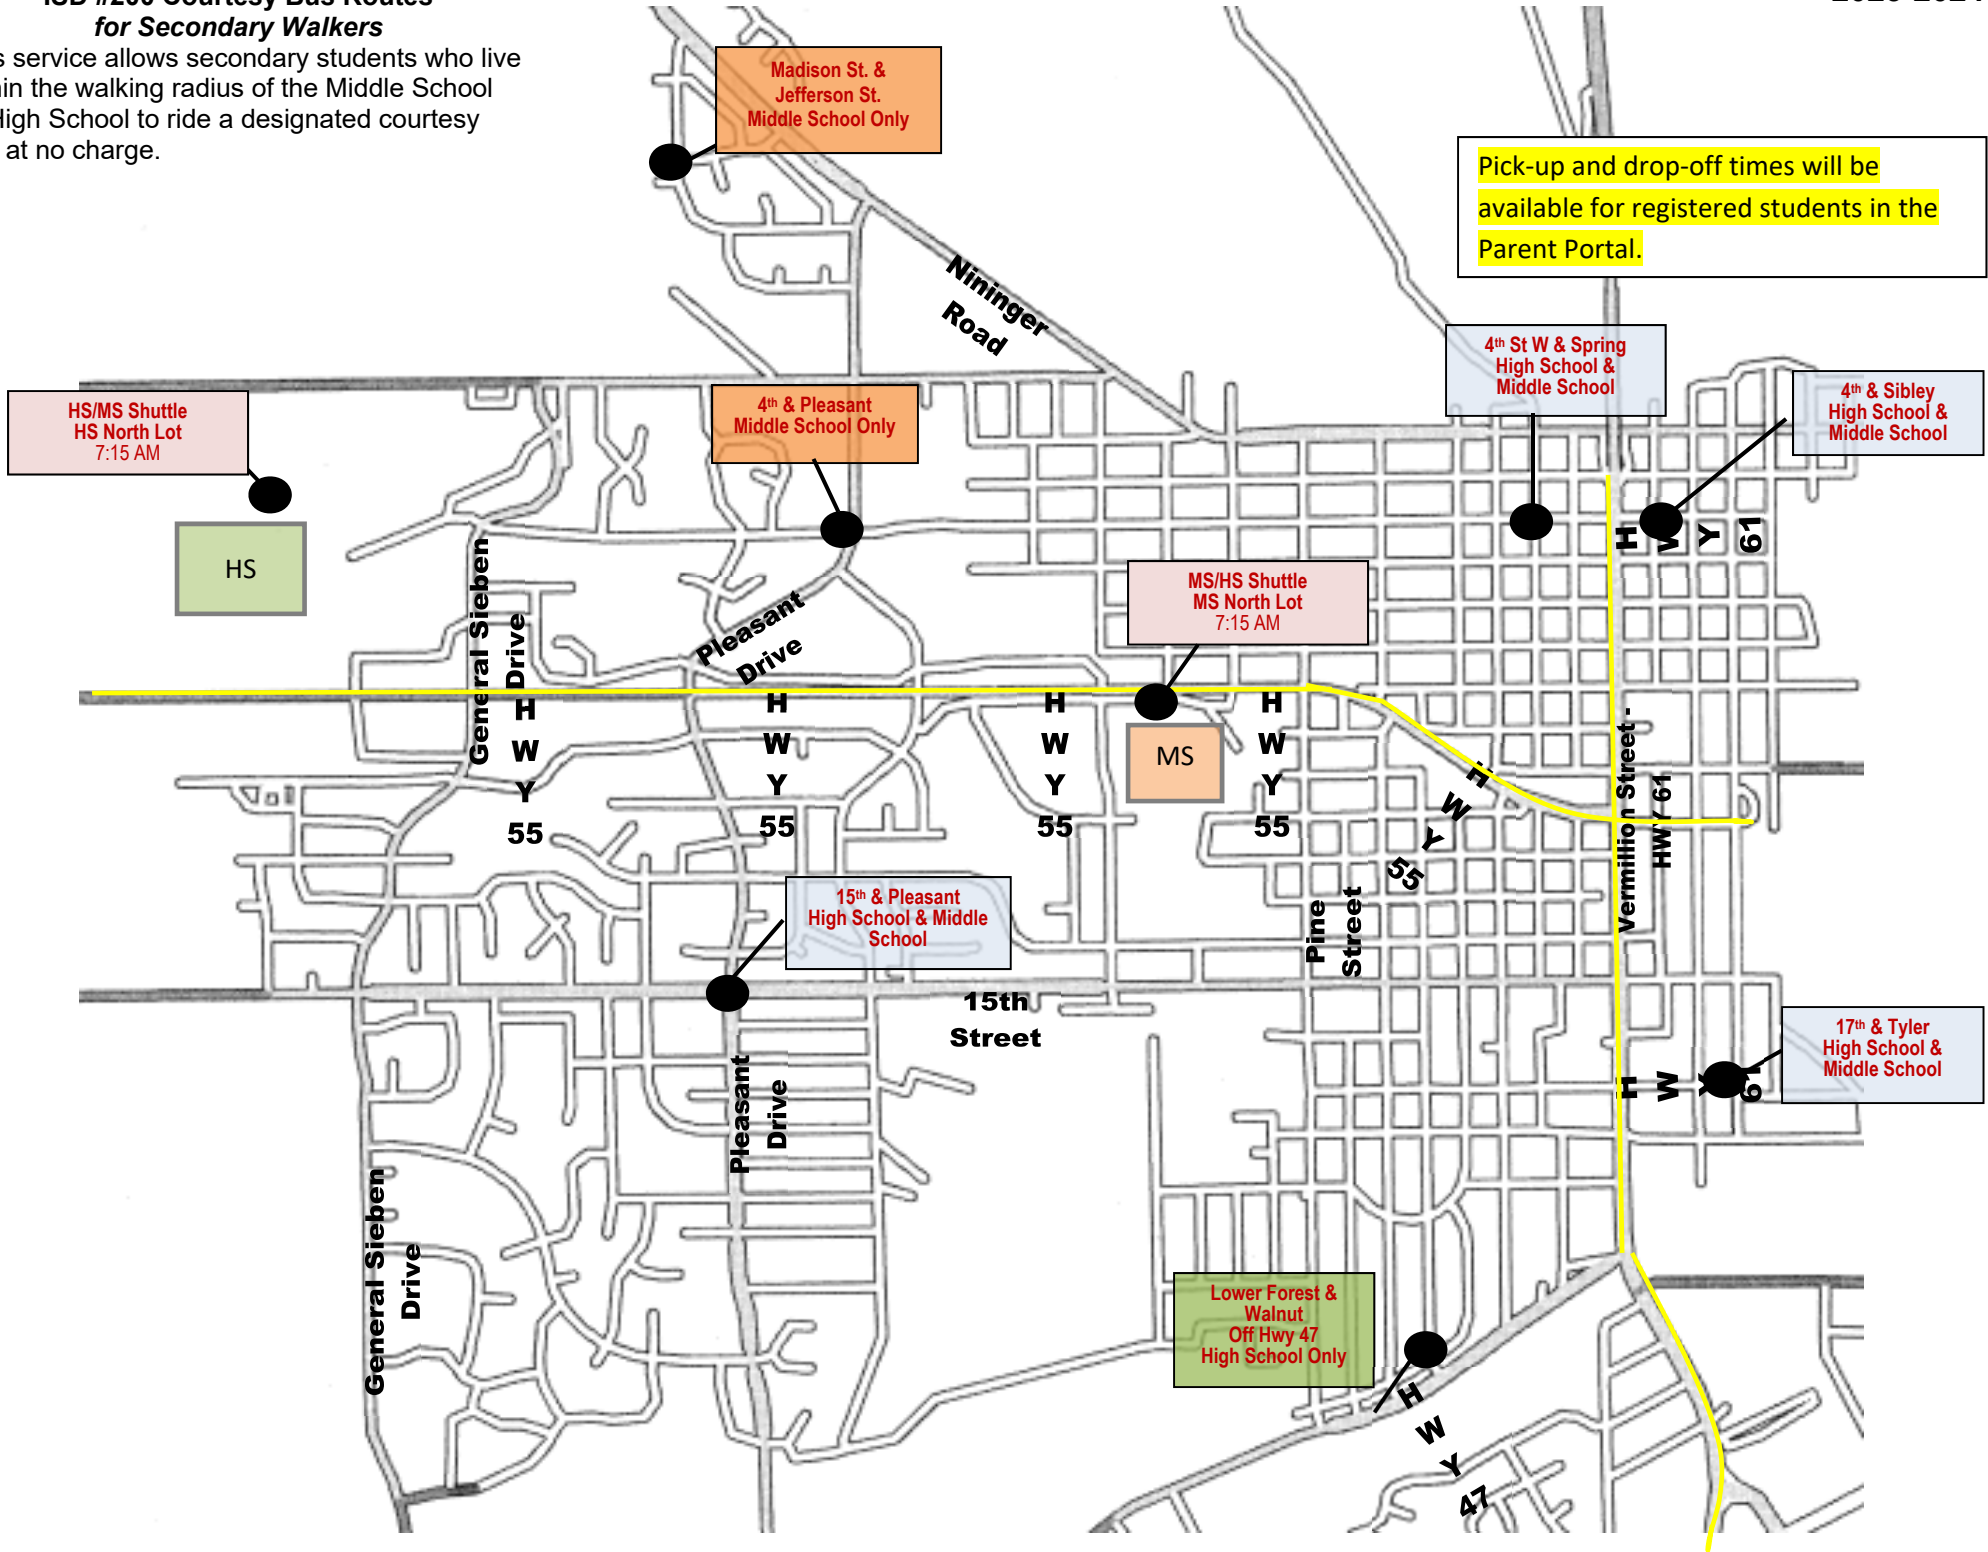 ISD #200 Courtesy Bus Routes
for Secondary Walkers
s service allows secondary students who live
in the walking radius of the Middle School
High School to ride a designated courtesy
at no charge.
Madison St. &
Jefferson St.
Middle School Only
Pick-up and drop-off times will be
available for registered students in the
Parent Portal.
Nininger
Road
4th St W & Spring
High School &
Middle School
4th & Sibley
High School &
Middle School
HS/MS Shuttle
HS North Lot
7:15 AM
4th & Pleasant
Middle School Only
HS
HWY 61
MS/HS Shuttle
MS North Lot
7:15 AM
General Sieben
Drive
Pleasant
Drive
HWY 55
HWY 55
HWY 55
HWY 55
MS
HWY 55
Vermillion Street -
HWY 61
15th & Pleasant
High School & Middle
School
Pine
Street
15th
Street
17th & Tyler
High School &
Middle School
HWY 61
Pleasant
Drive
General Sieben
Drive
Lower Forest &
Walnut
Off Hwy 47
High School Only
HWY 47